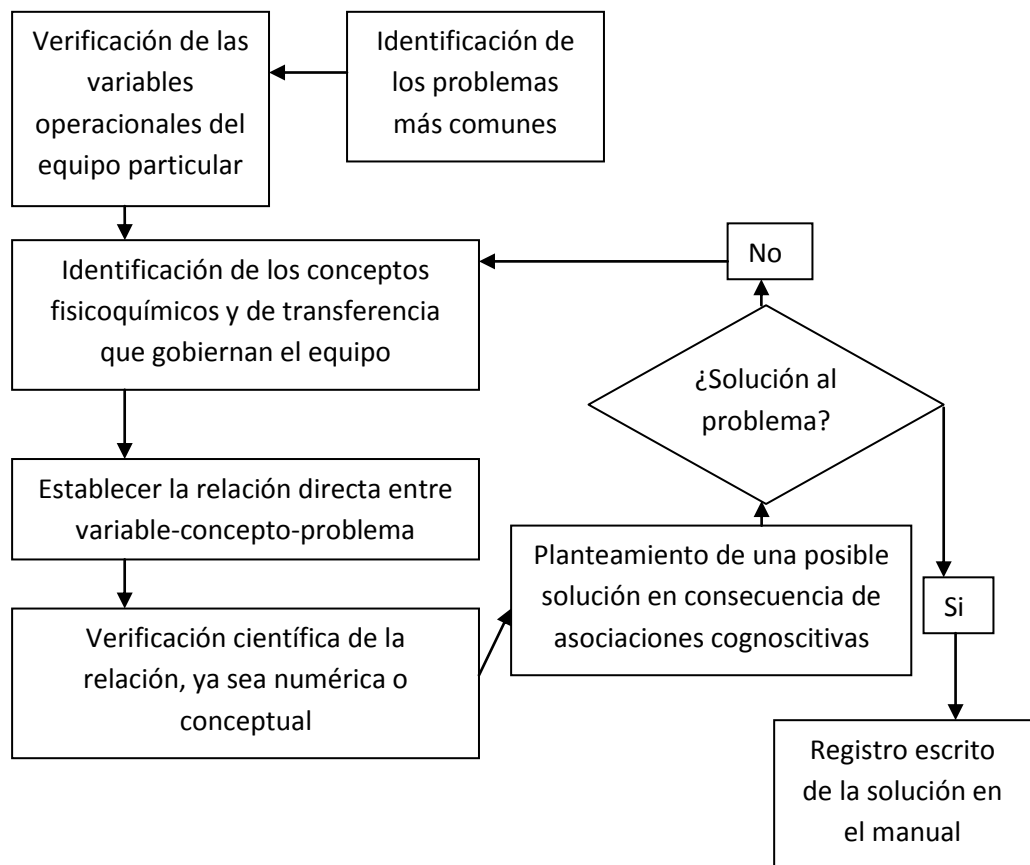 Verificación de las
variables
operacionales del
equipo particular
Identificación de
los problemas
más comunes
Identificación de los conceptos
fisicoquímicos y de transferencia
que gobiernan el equipo
No
¿Solución al
problema?
Establecer la relación directa entre
variable-concepto-problema
Planteamiento de una posible
solución en consecuencia de
asociaciones cognoscitivas
Si
Verificación científica de la
relación, ya sea numérica o
conceptual
Registro escrito
de la solución en
el manual